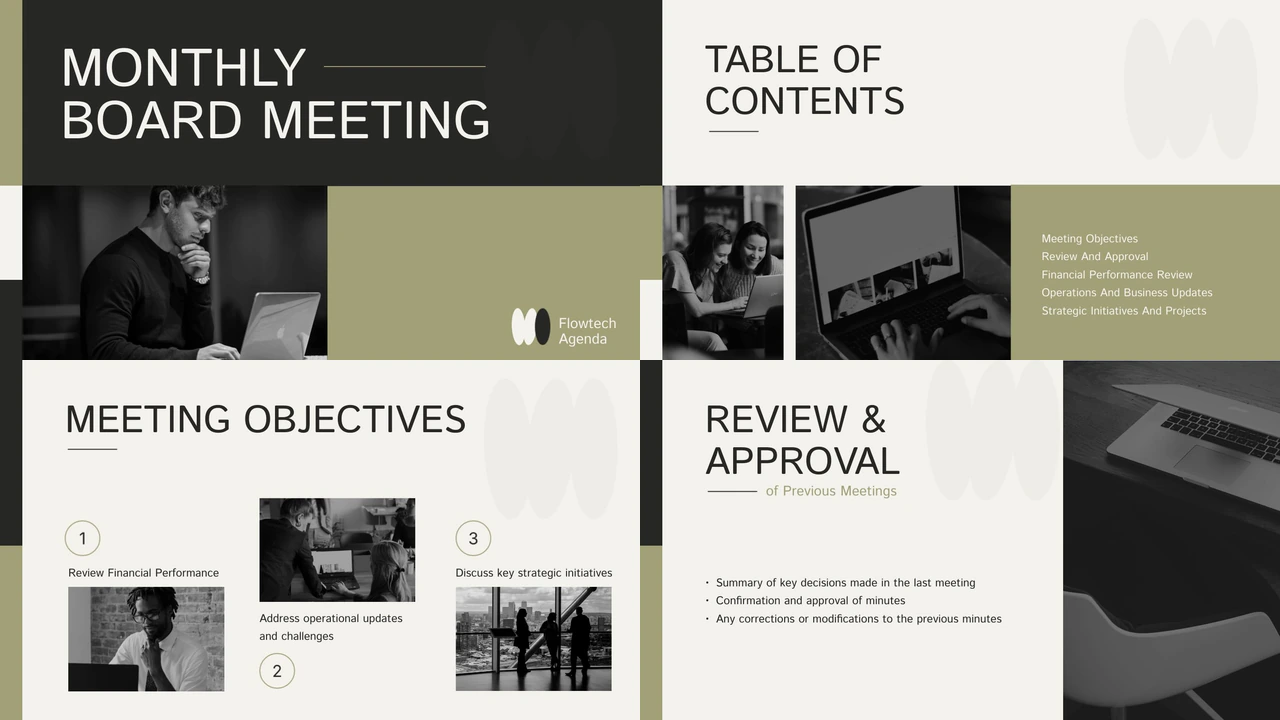 MONTHLY
BOARD MEETING
Flowtech
Agenda
TABLE OF
CONTENTS
Meeting Objectives
Review And Approval
Financial Performance Review
Operations And Business Updates
Strategic Initiatives And Projects
MEETING OBJECTIVES
1
Review Financial Performance
Address operational updates
and challenges
2
3
Discuss key strategic initiatives
REVIEW &
APPROVAL
of Previous Meetings
• Summary of key decisions made in the last meeting
• Confirmation and approval of minutes
• Any corrections or modifications to the previous minutes